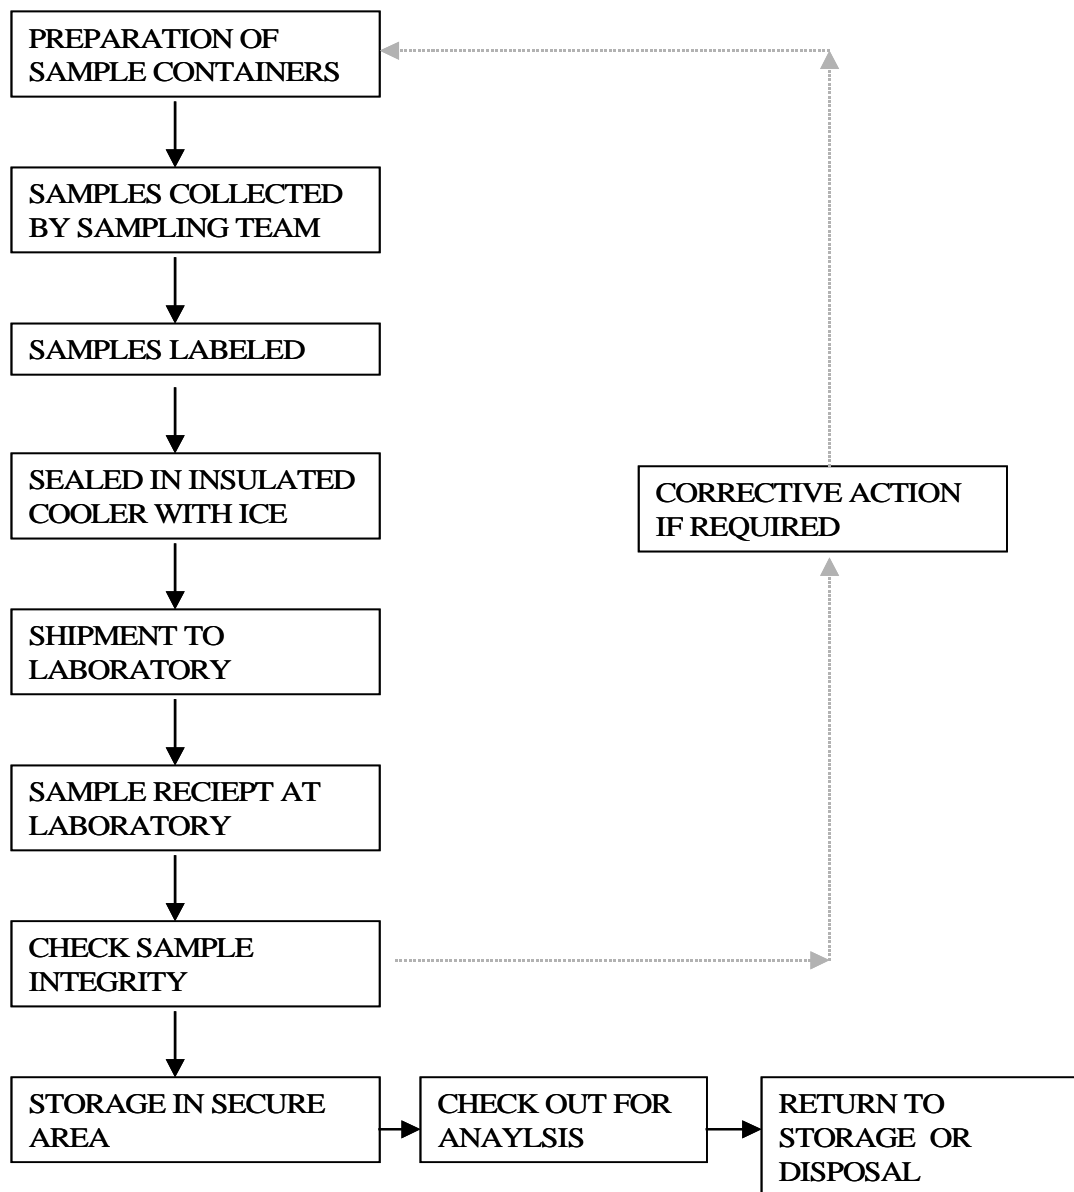 PREPARATION OF
SAMPLE CONTAINERS
SAMPLES COLLECTED
BY SAMPLING TEAM
SAMPLES LABELED
SEALED IN INSULATED
COOLER WITH ICE
CORRECTIVE ACTION
IF REQUIRED
SHIPMENT TO
LABORATORY
SAMPLE RECIEPT AT
LABORATORY
CHECK SAMPLE
INTEGRITY
STORAGE IN SECURE
AREA
CHECK OUT FOR
ANAYLSIS
RETURN TO
STORAGE OR
DISPOSAL